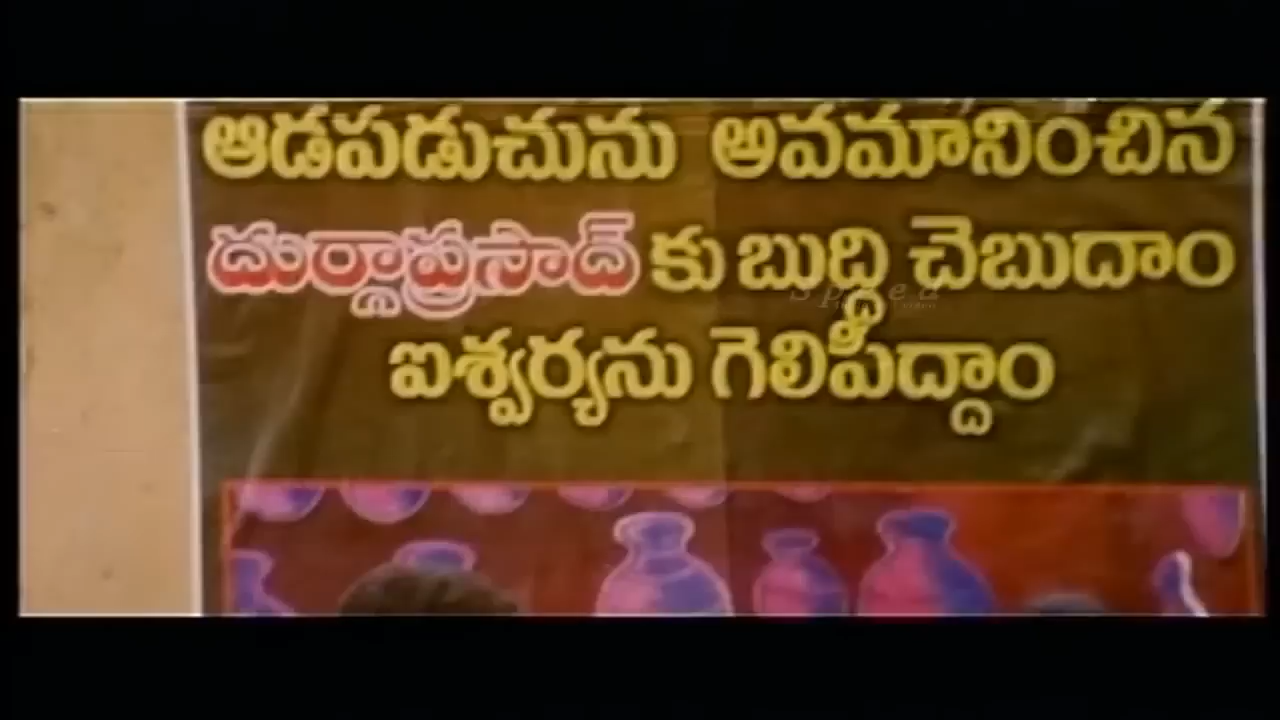 ఆడపడుచును అవమానించిన
దుర్గాప్రసాద్ కు బుద్ధి చెబుదాం
ఐశ్వర్యను గెలిపిద్దాం